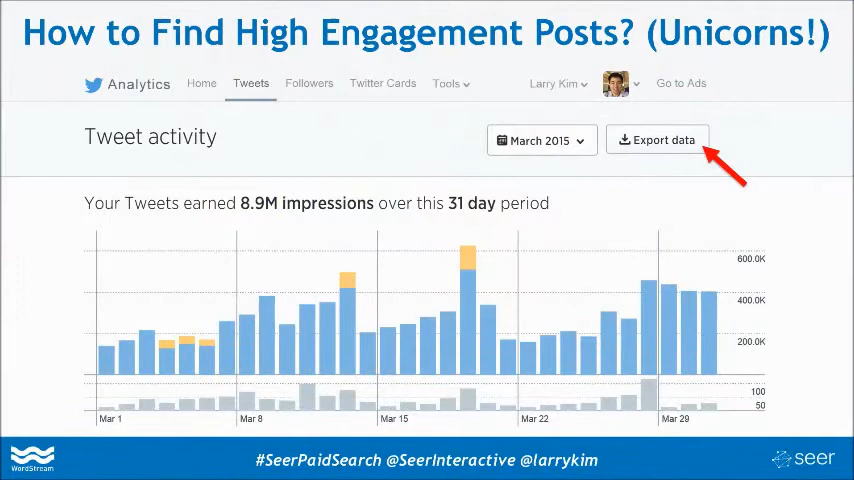 How to Find High Engagement Posts? (Unicorns!)
Analytics Home Tweets Followers Twitter Cards Tools Larry Kim Go to Ads
Tweet activity
March 2015
Export data
Your Tweets earned 8.9M impressions over this 31 day period
600.0K
400.0K
200.0K
100
50
Mar 1 Mar 8 Mar 15 Mar 22 Mar 29
WordStream
#SeerPaidSearch @SeerInteractive @larrykim
seer